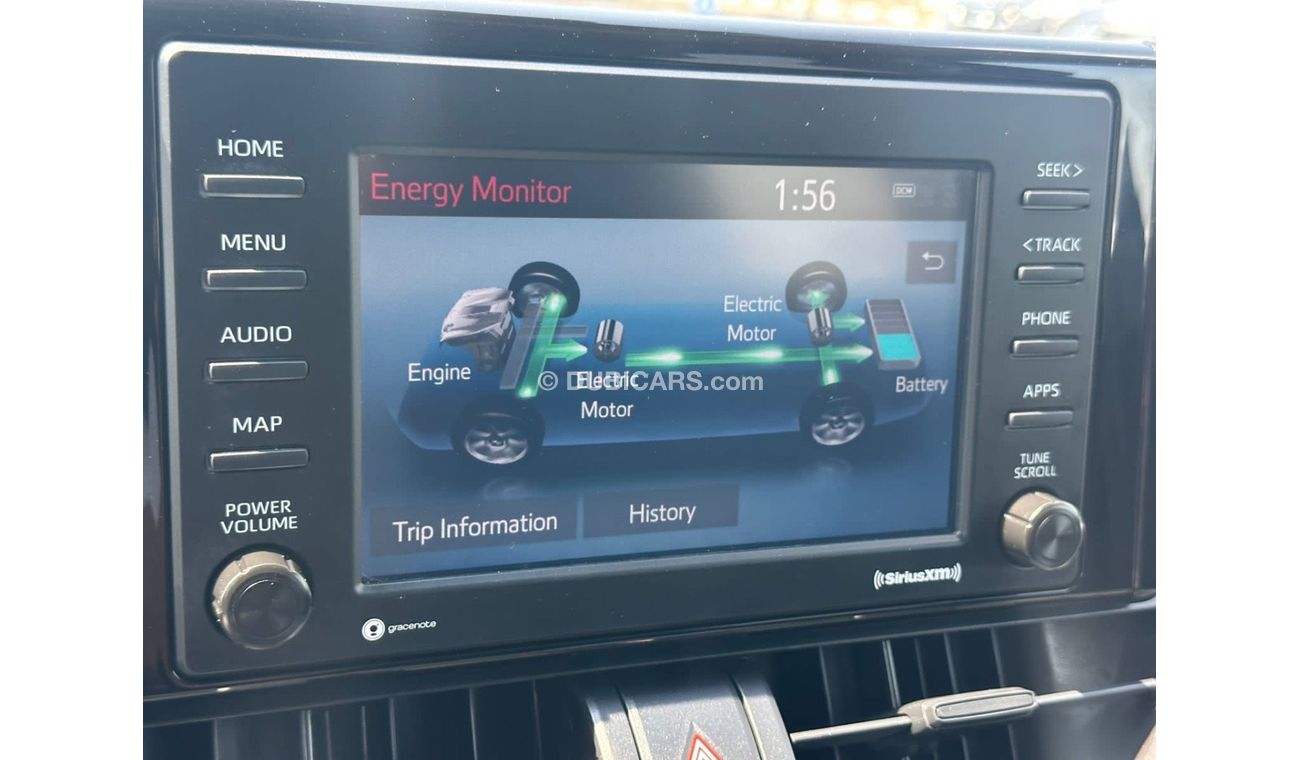 HOME
MENU
AUDIO
MAP
POWER
VOLUME
Energy Monitor
1:56
DCM
Engine
Electric
Motor
Electric
Motor
Battery
© DUBICARS.com
Trip Information
History
SEEK>
<TRACK
PHONE
APPS
TUNE
SCROLL
gracenote
((SiriusXM))